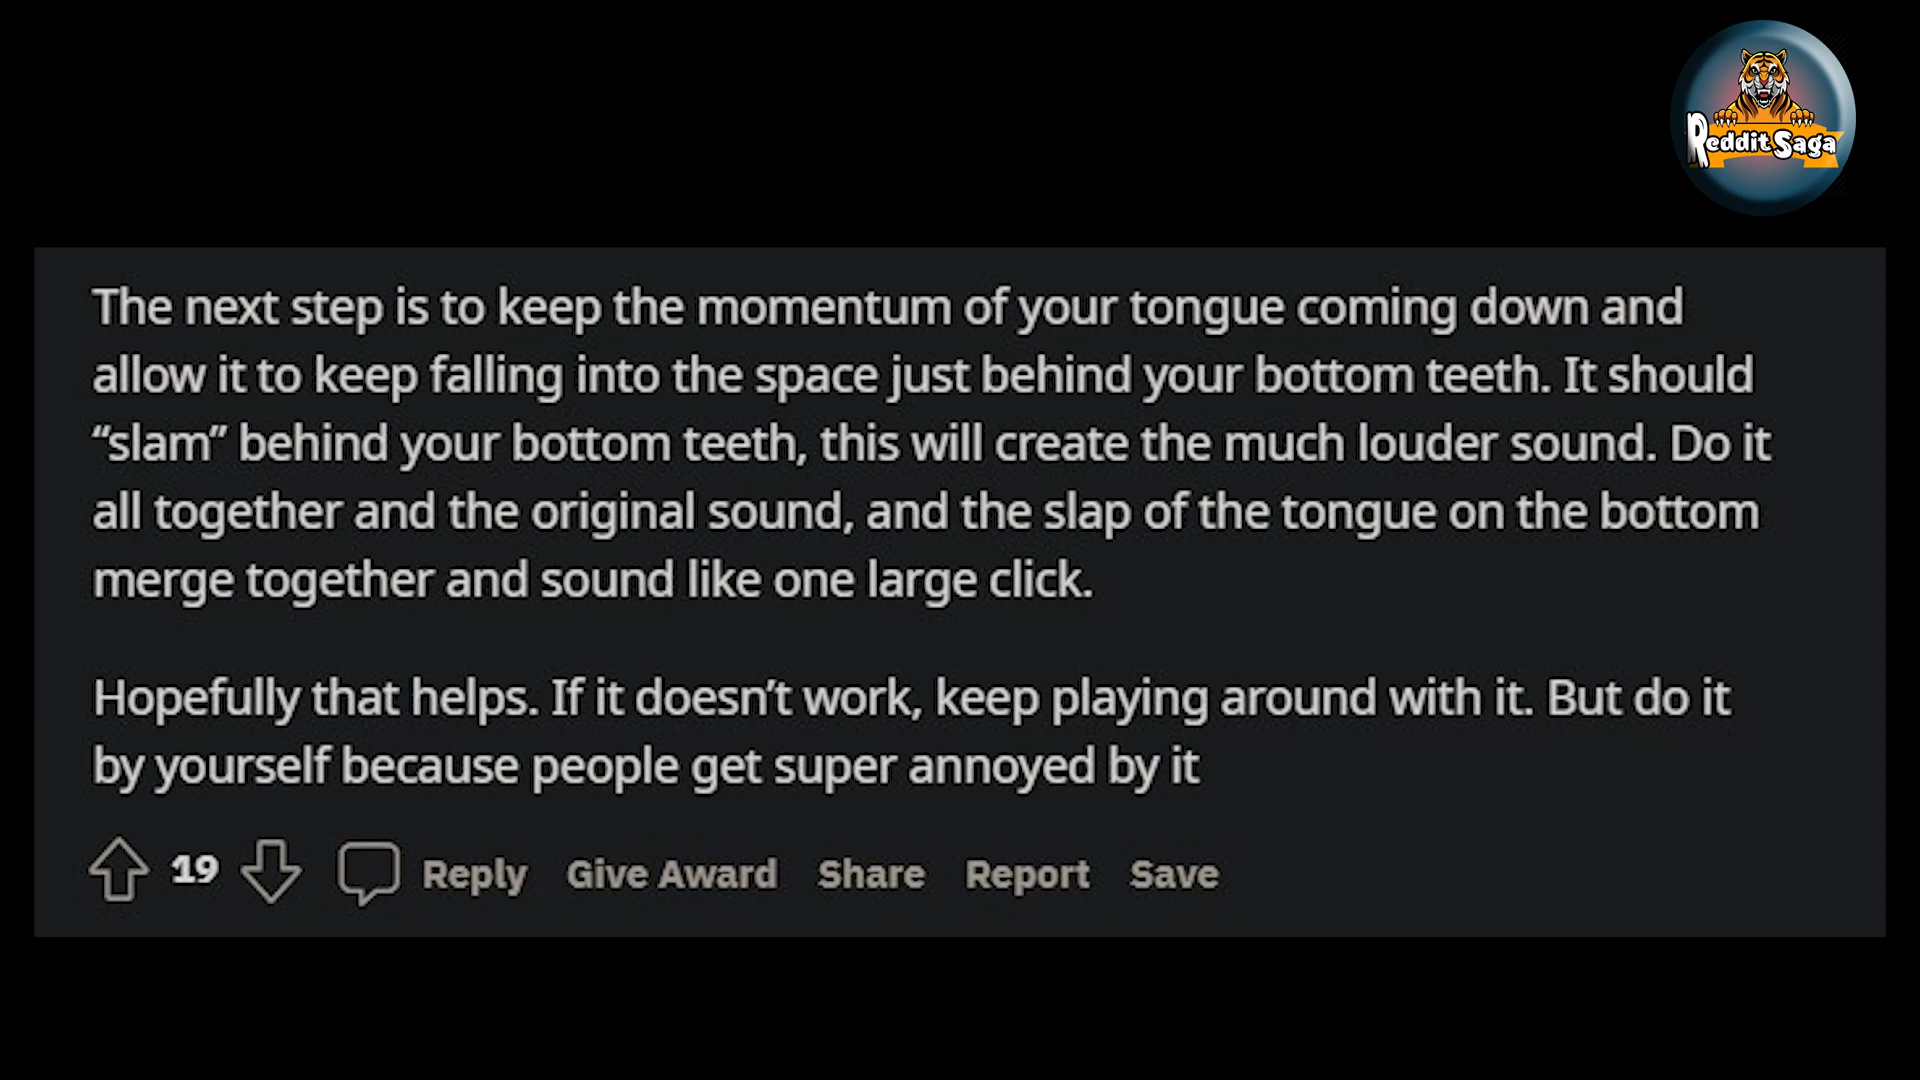 Reddit Saga
The next step is to keep the momentum of your tongue coming down and
allow it to keep falling into the space just behind your bottom teeth. It should
“slam” behind your bottom teeth, this will create the much louder sound. Do it
all together and the original sound, and the slap of the tongue on the bottom
merge together and sound like one large click.
Hopefully that helps. If it doesn’t work, keep playing around with it. But do it
by yourself because people get super annoyed by it
19 Reply Give Award Share Report Save